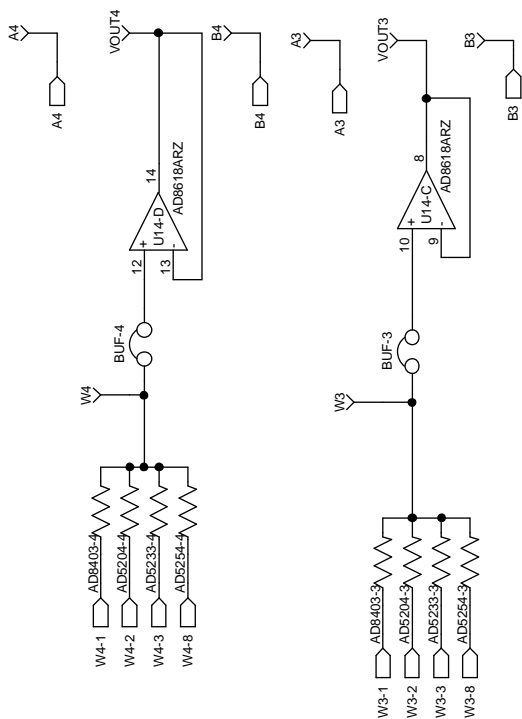 A4
A4
VOUT4
B4
B4
14
AD8618ARZ
U14-D
+
-
12
13
BUF-4
W4
AD8403-4
AD5204-4
AD5233-4
AD5254-4
W4-1
W4-2
W4-3
W4-8
A3
A3
VOUT3
B3
B3
8
AD8618ARZ
U14-C
+
-
10
9
BUF-3
W3
AD8403-3
AD5204-3
AD5233-3
AD5254-3
W3-1
W3-2
W3-3
W3-8